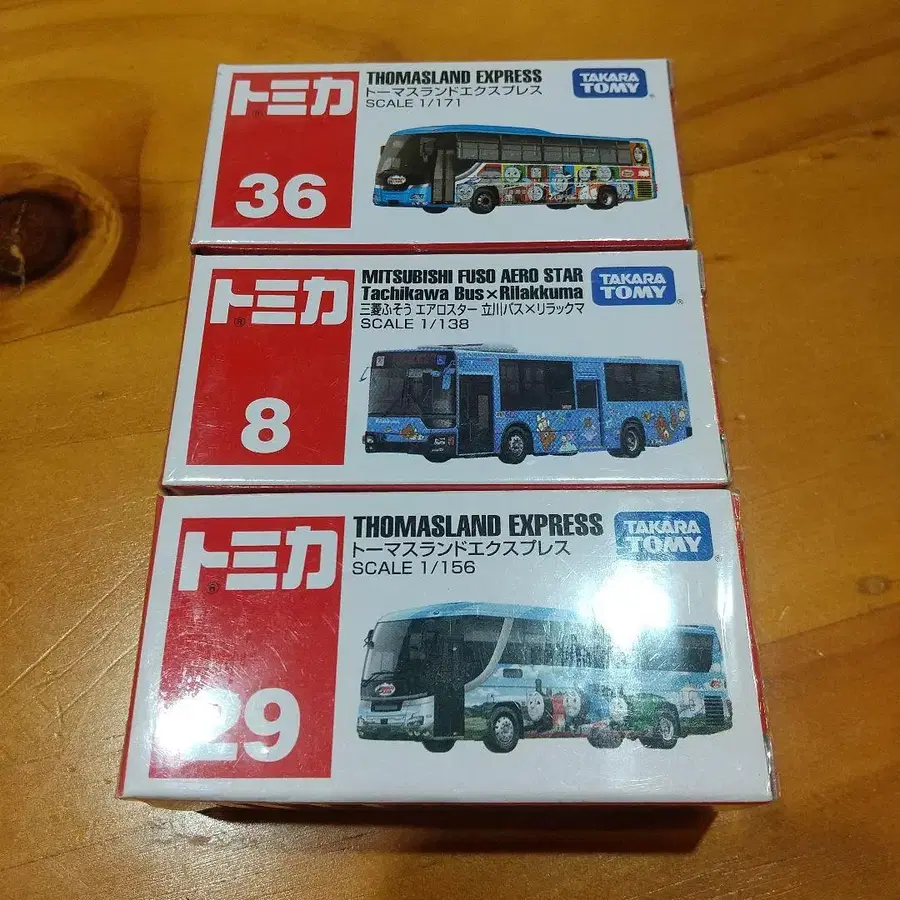 トミカ
36
THOMASLAND EXPRESS
トーマスランドエクスプレス
SCALE 1/171
TAKARA
TOMY
トミカ
8
MITSUBISHI FUSO AERO STAR
Tachikawa Bus×Rilakkuma
三菱ふそう エアロスター 立川バス×リラックマ
SCALE 1/138
TAKARA
TOMY
トミカ
29
THOMASLAND EXPRESS
トーマスランドエクスプレス
SCALE 1/156
TAKARA
TOMY